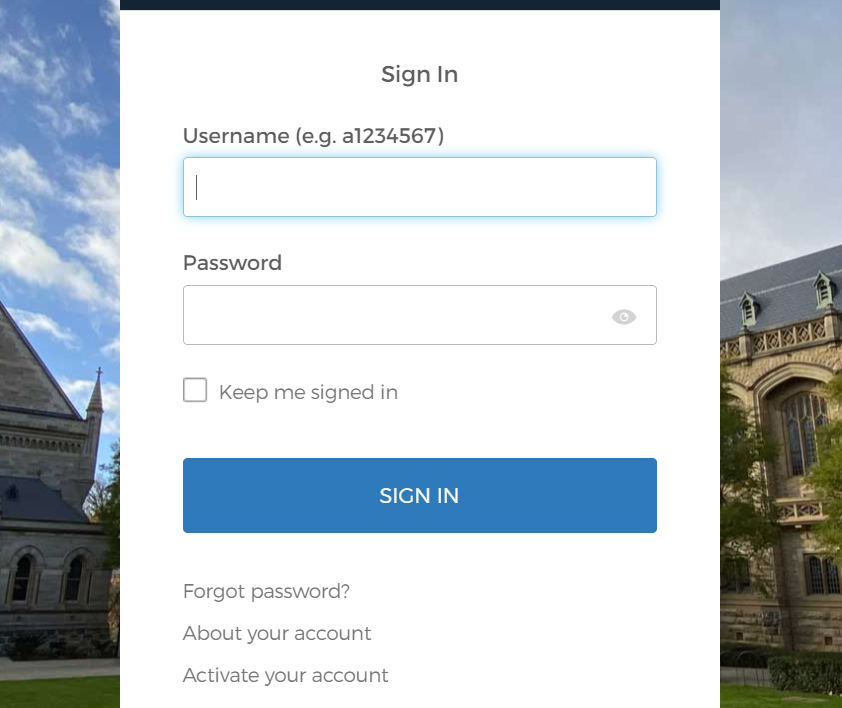 Sign In
Username (e.g. a1234567)
Password
Keep me signed in
SIGN IN
Forgot password?
About your account
Activate your account